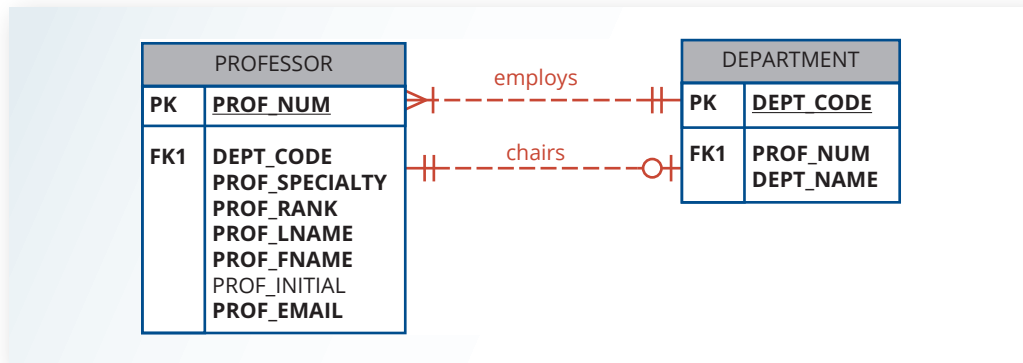 PROFESSOR
PK PROF_NUM
FK1 DEPT_CODE
PROF_SPECIALTY
PROF_RANK
PROF_LNAME
PROF_FNAME
PROF_INITIAL
PROF_EMAIL
employs
chairs
DEPARTMENT
PK DEPT_CODE
FK1 PROF_NUM
DEPT_NAME